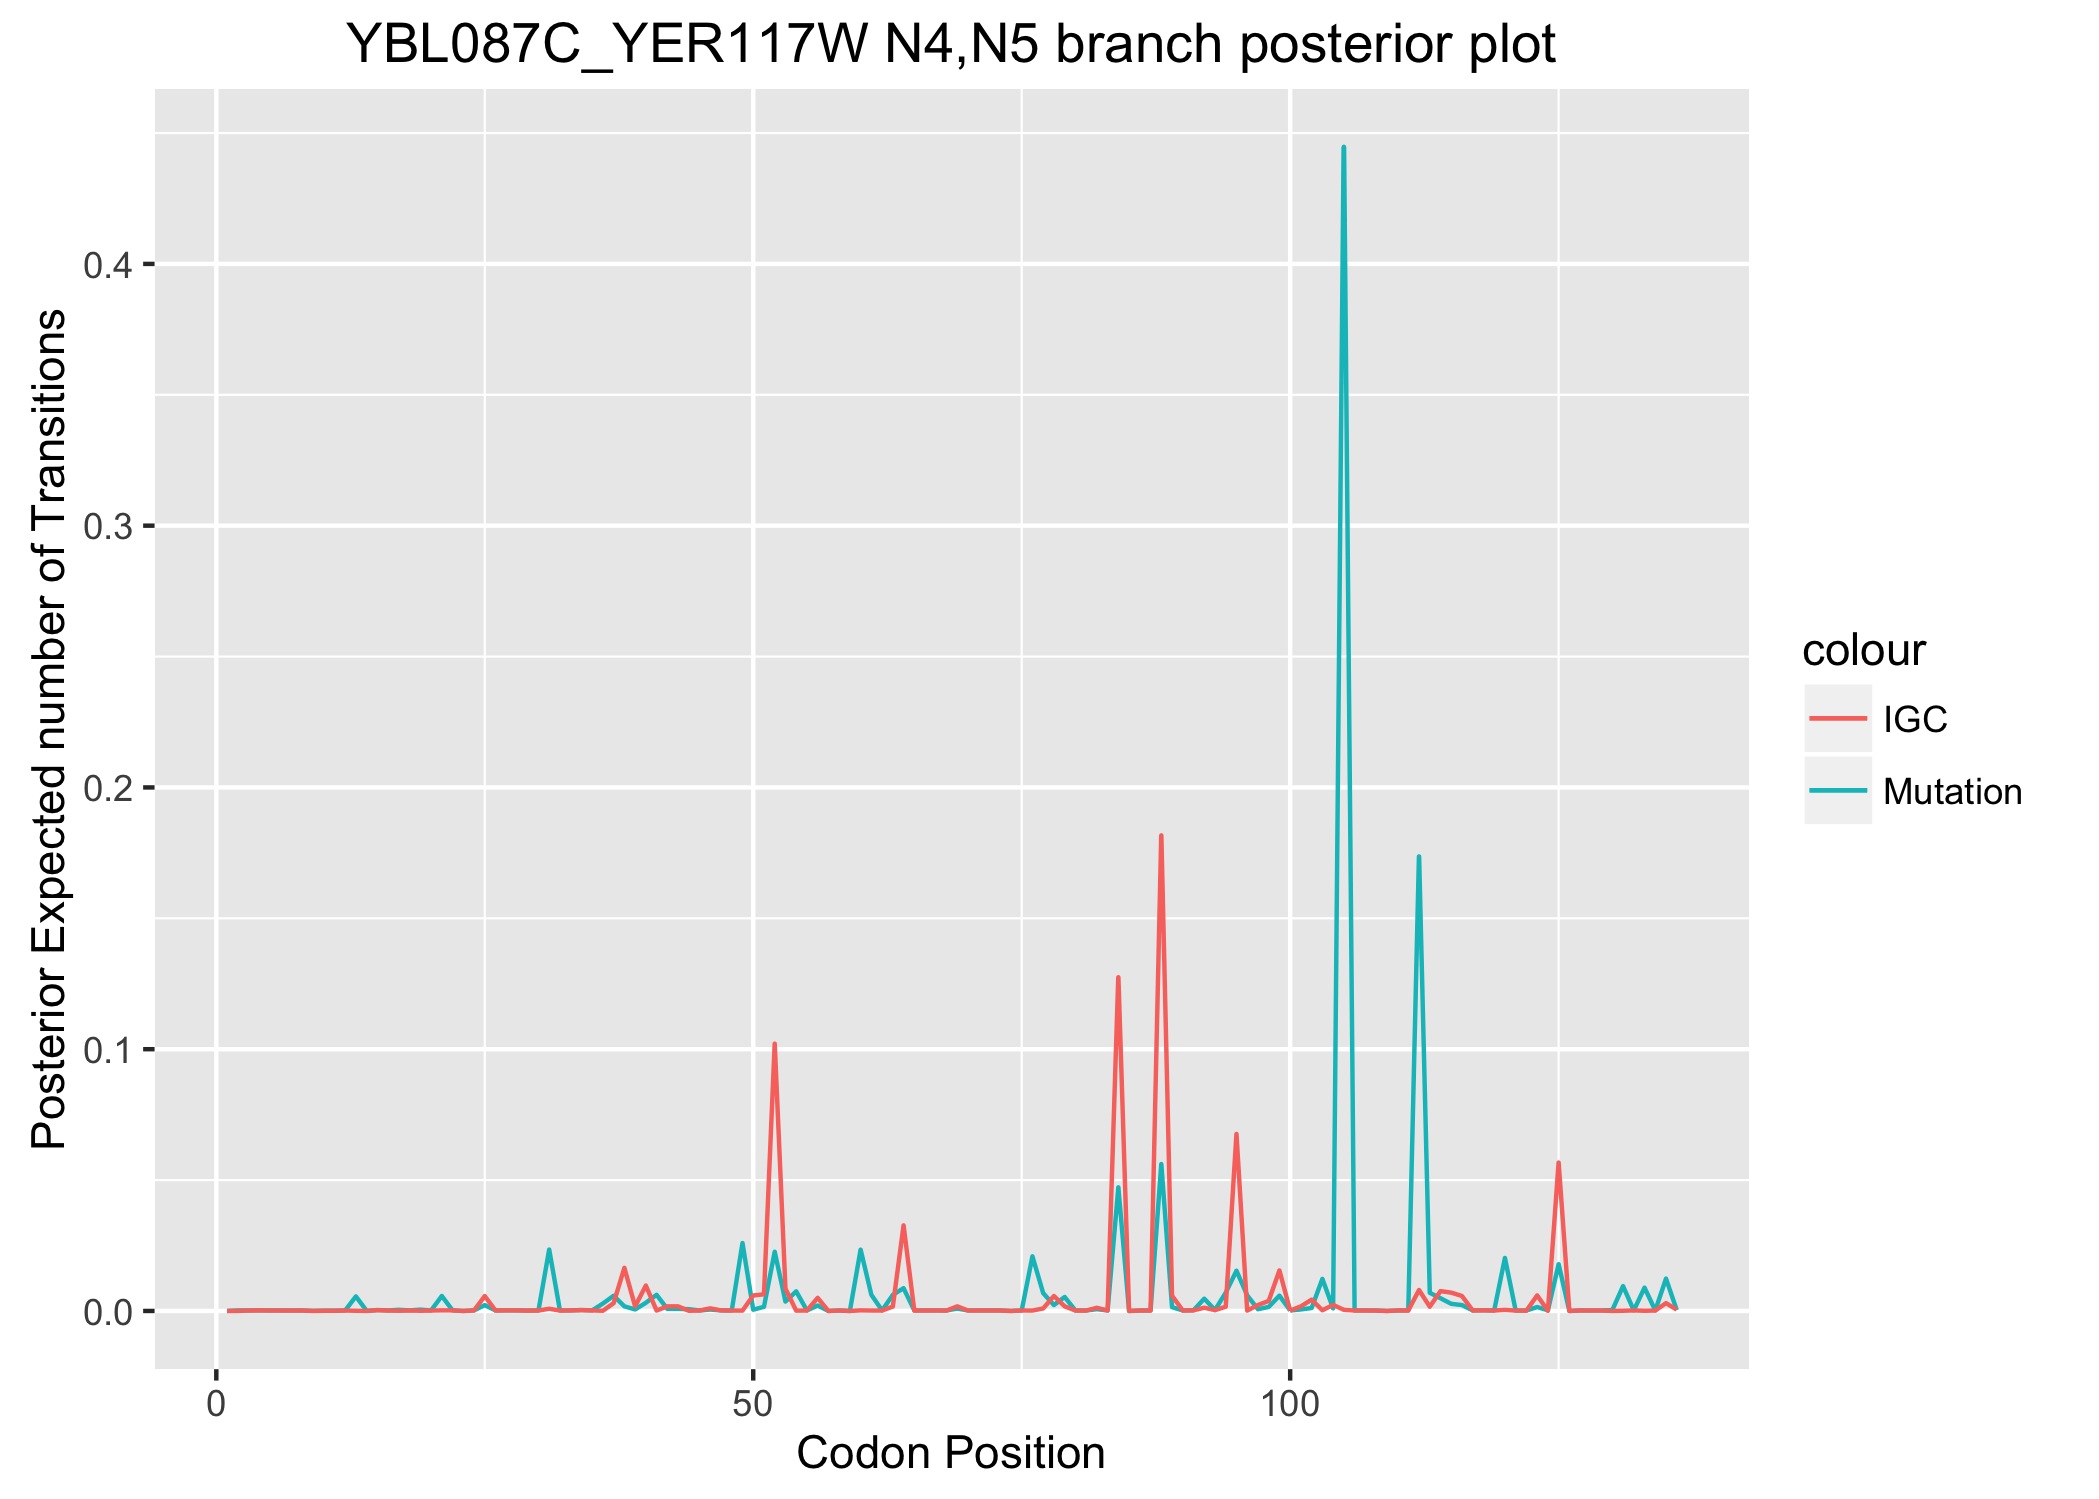 YBL087C_YER117W N4,N5 branch posterior plot
Posterior Expected number of Transitions
0.4
0.3
0.2
0.1
0.0
0
50
100
Codon Position
colour
IGC
Mutation